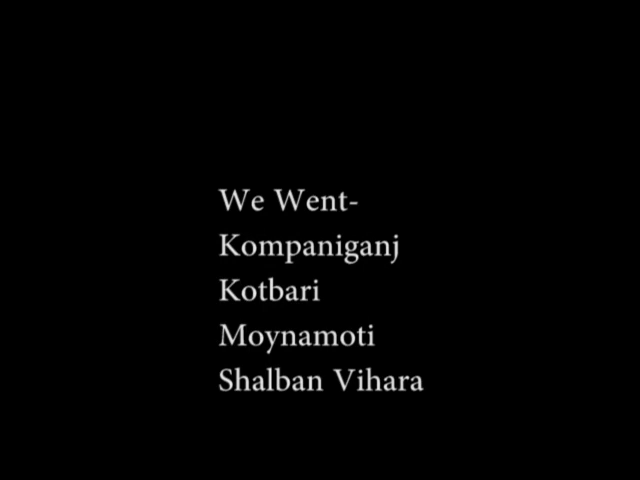 We Went-
Kompaniganj
Kotbari
Moynamoti
Shalban Vihara